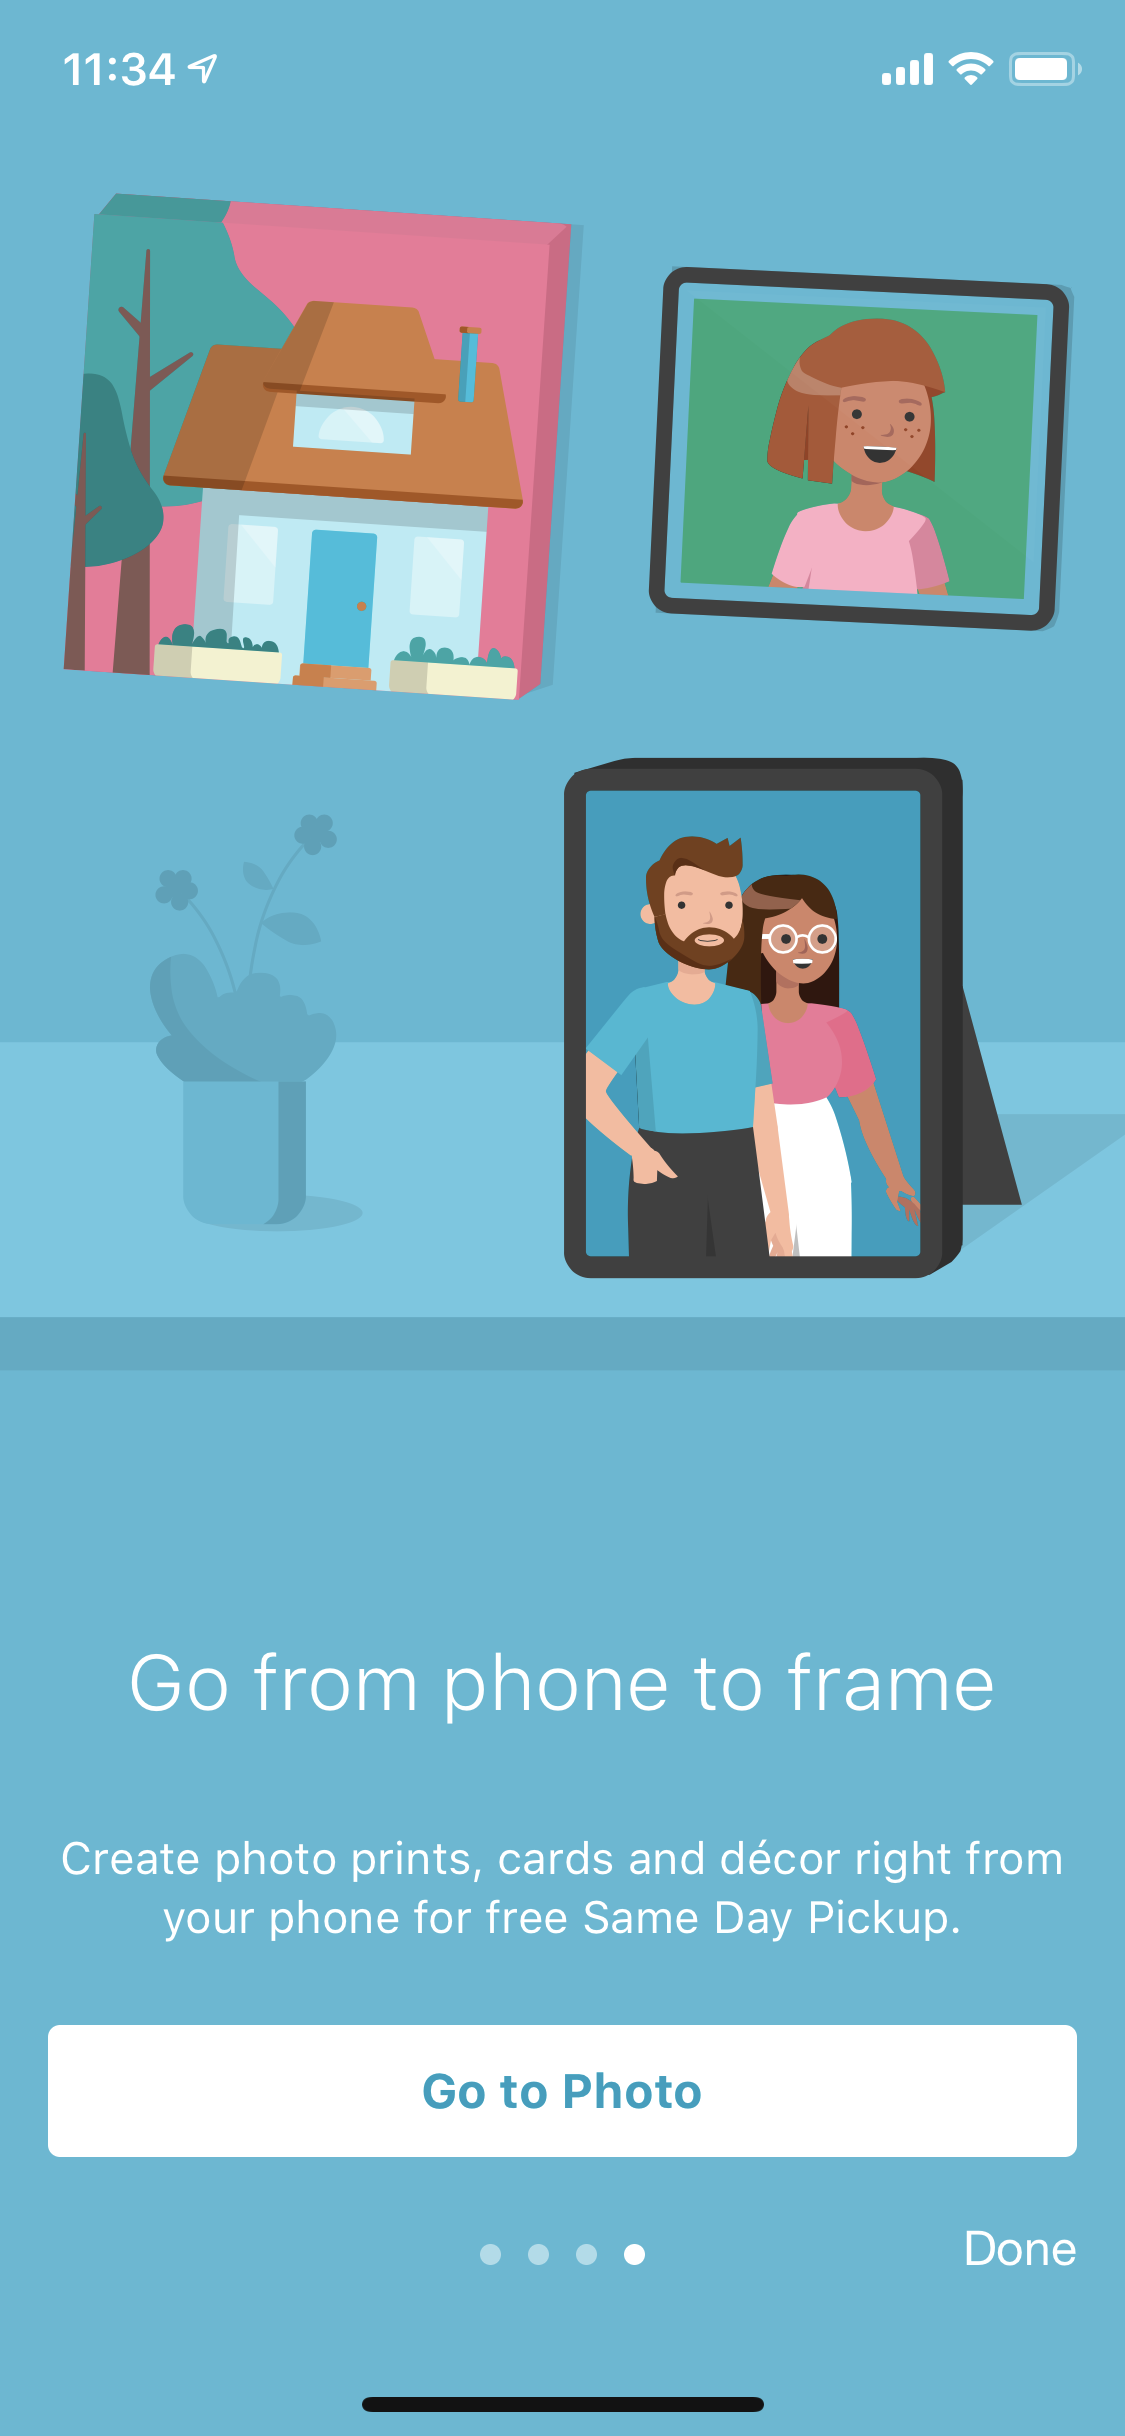 11:34
Go from phone to frame
Create photo prints, cards and décor right from
your phone for free Same Day Pickup.
Go to Photo
Done